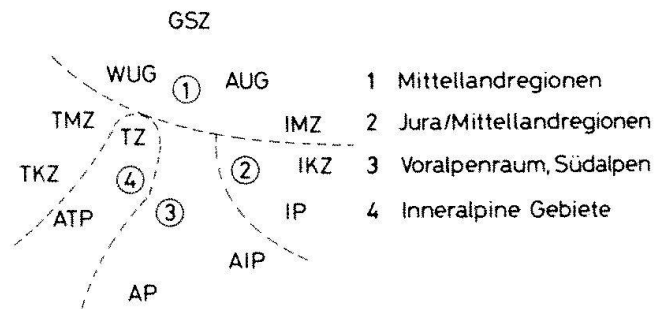 GSZ
WUG 1 AUG
TMZ TZ IMZ
TKZ 4 2 IKZ
ATP 3 IP
AIP
AP
1 Mittellandregionen
2 Jura/Mittellandregionen
3 Voralpenraum, Südalpen
4 Inneralpine Gebiete